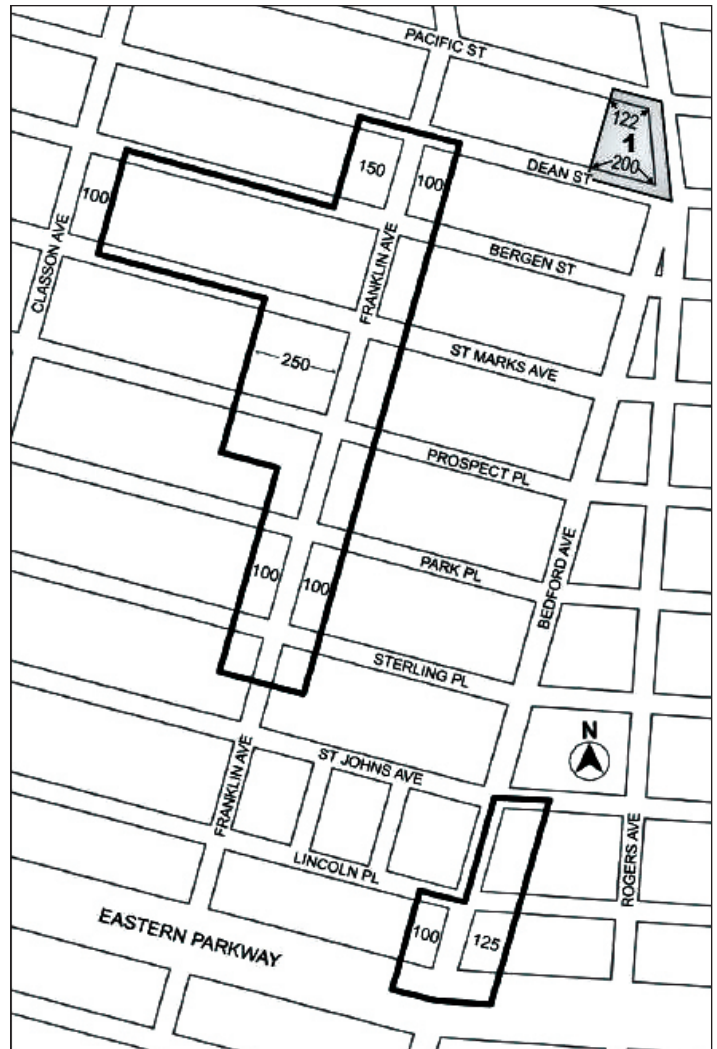 PACIFIC ST
122
1
200
150
100
DEAN ST
100
FRANKLIN AVE
BERGEN ST
CLASSON AVE
250
ST MARKS AVE
PROSPECT PL
100
100
PARK PL
BEDFORD AVE
STERLING PL
N
ST JOHNS AVE
FRANKLIN AVE
LINCOLN PL
ROGERS AVE
EASTERN PARKWAY
100
125